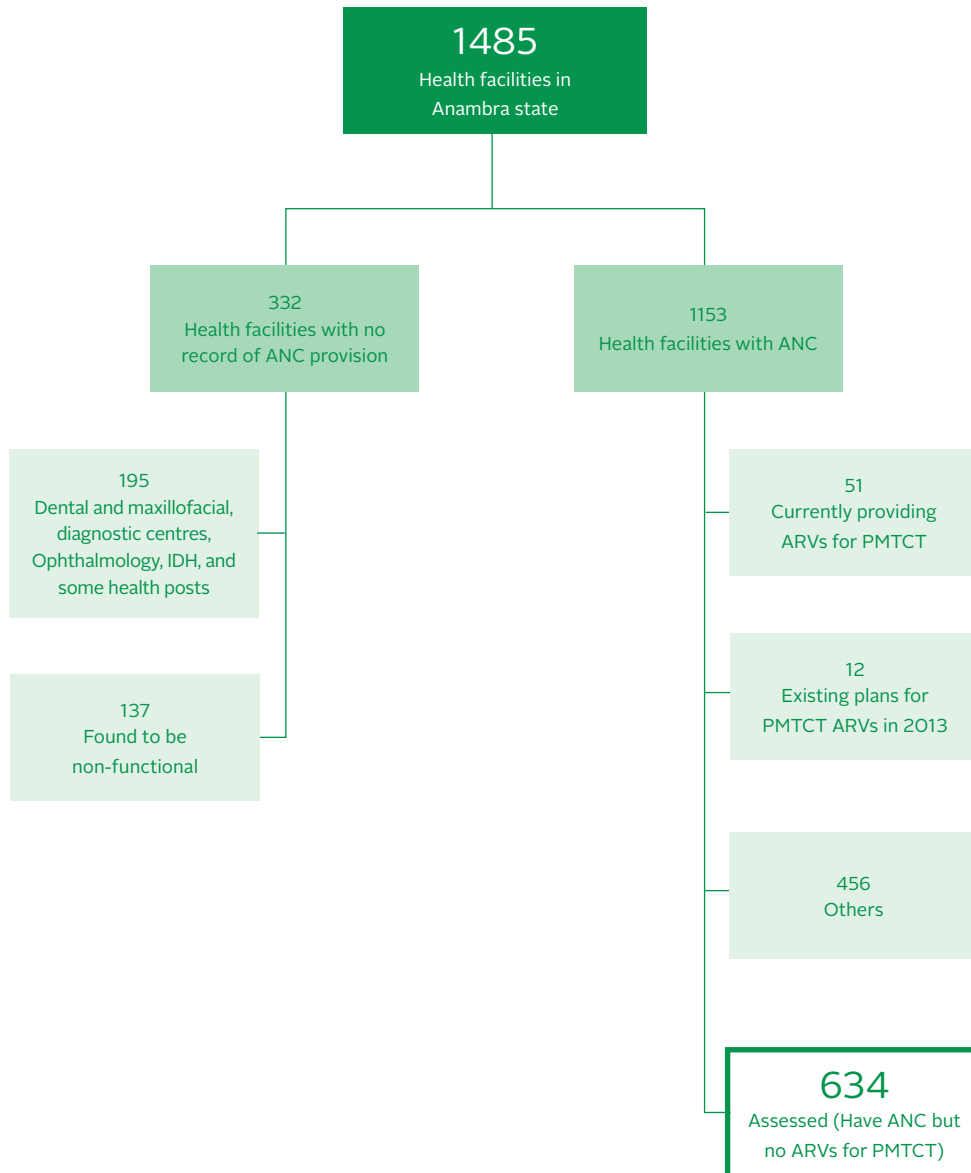 1485
Health facilities in
Anambra state
332
Health facilities with no
record of ANC provision
1153
Health facilities with ANC
195
Dental and maxillofacial,
diagnostic centres,
Ophthalmology, IDH, and
some health posts
137
Found to be
non-functional
51
Currently providing
ARVs for PMTCT
12
Existing plans for
PMTCT ARVs in 2013
456
Others
634
Assessed (Have ANC but
no ARVs for PMTCT)